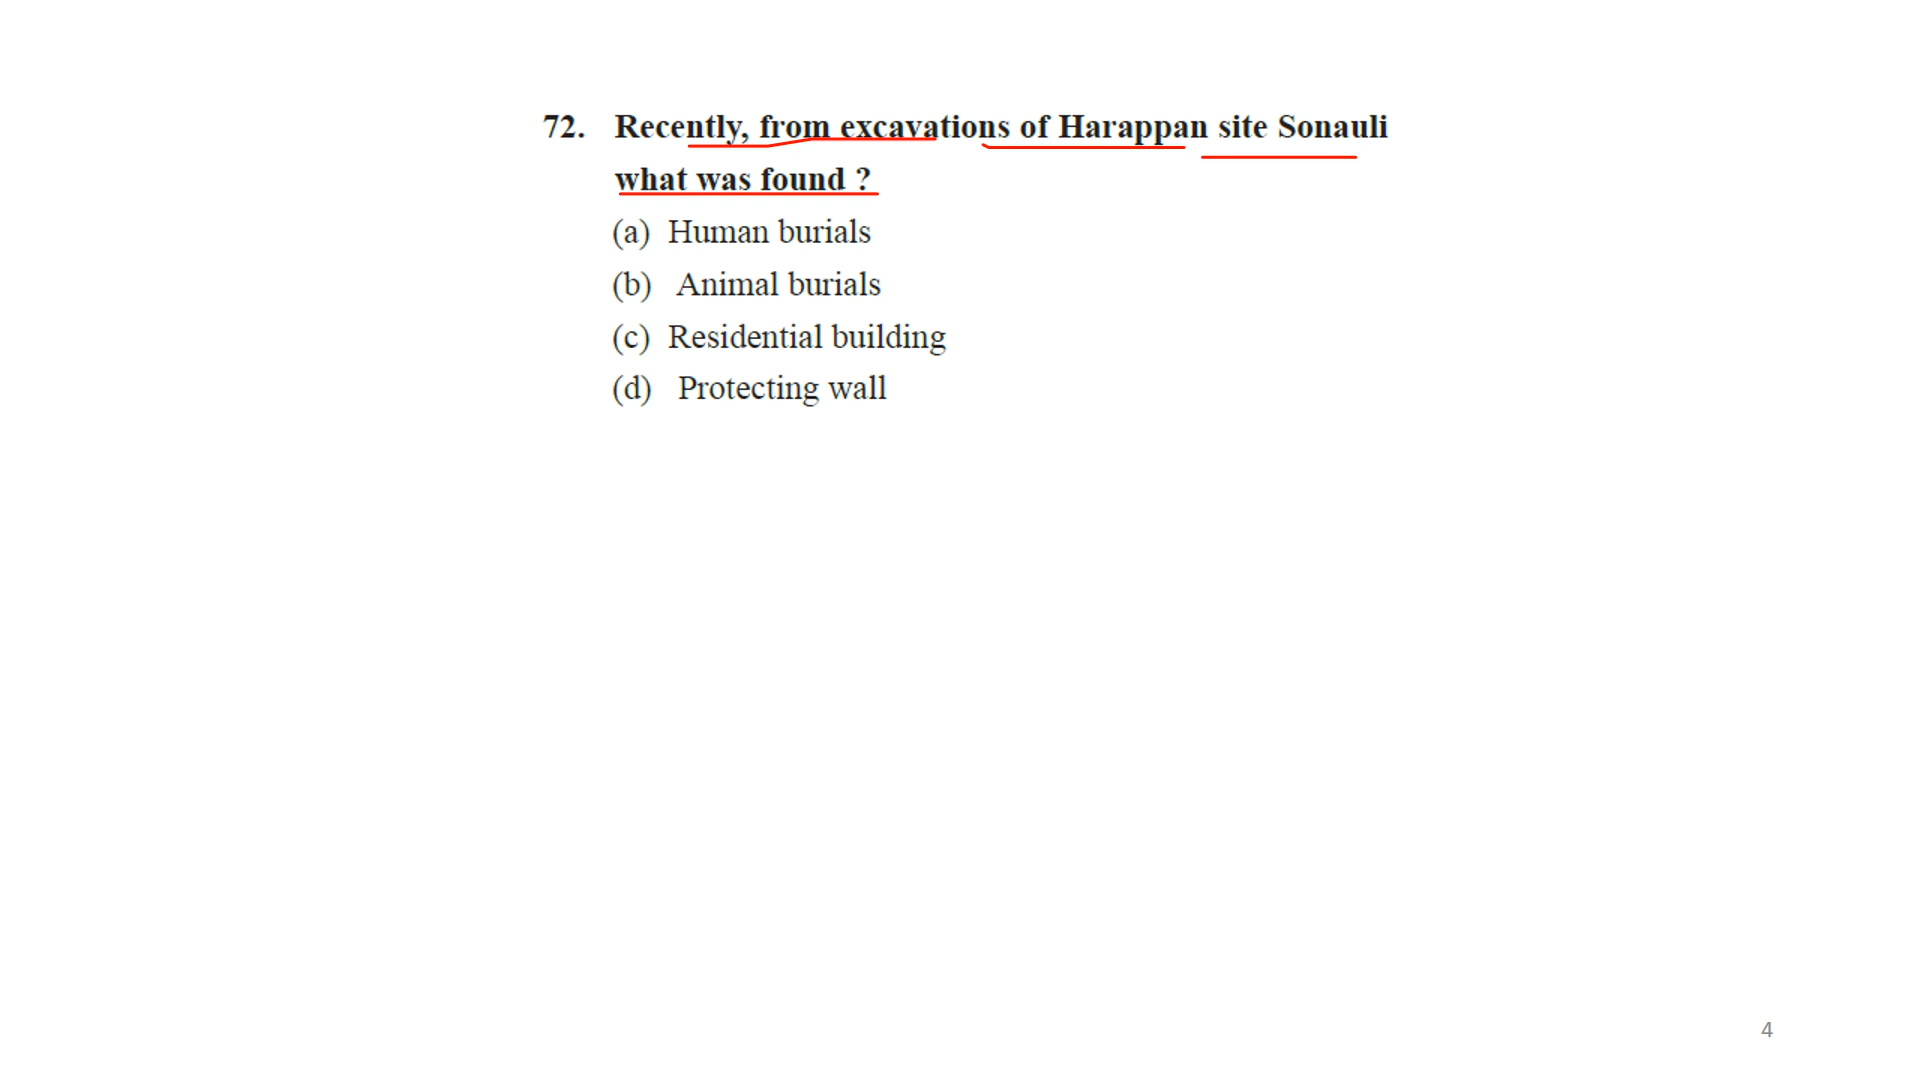 72. Recently, from excavations of Harappan site Sonauli
what was found ?
(a) Human burials
(b) Animal burials
(c) Residential building
(d) Protecting wall
4